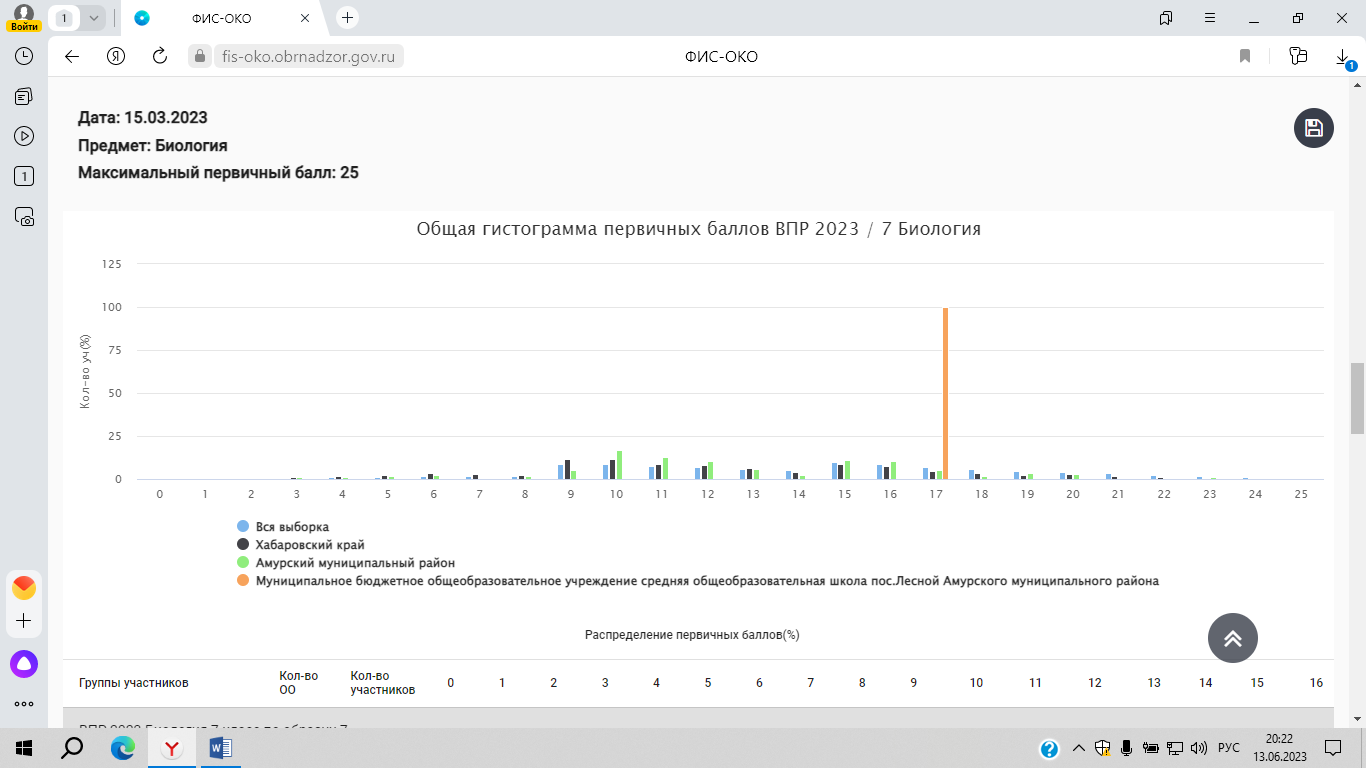 Войти
1
ФИС-ОКО
fis-oko.obrnadzor.gov.ru
ФИС-ОКО
1
1
Дата: 15.03.2023
Предмет: Биология
Максимальный первичный балл: 25
Общая гистограмма первичных баллов ВПР 2023 / 7 Биология
Кол-во уч(%)
125
100
75
50
25
0
0 1 2 3 4 5 6 7 8 9 10 11 12 13 14 15 16 17 18 19 20 21 22 23 24 25
Вся выборка
Хабаровский край
Амурский муниципальный район
Муниципальное бюджетное общеобразовательное учреждение средняя общеобразовательная школа пос.Лесной Амурского муниципального района
Распределение первичных баллов(%)
Группы участников Кол-во ОО Кол-во участников 0 1 2 3 4 5 6 7 8 9 10 11 12 13 14 15 16
РУС
20:22
13.06.2023